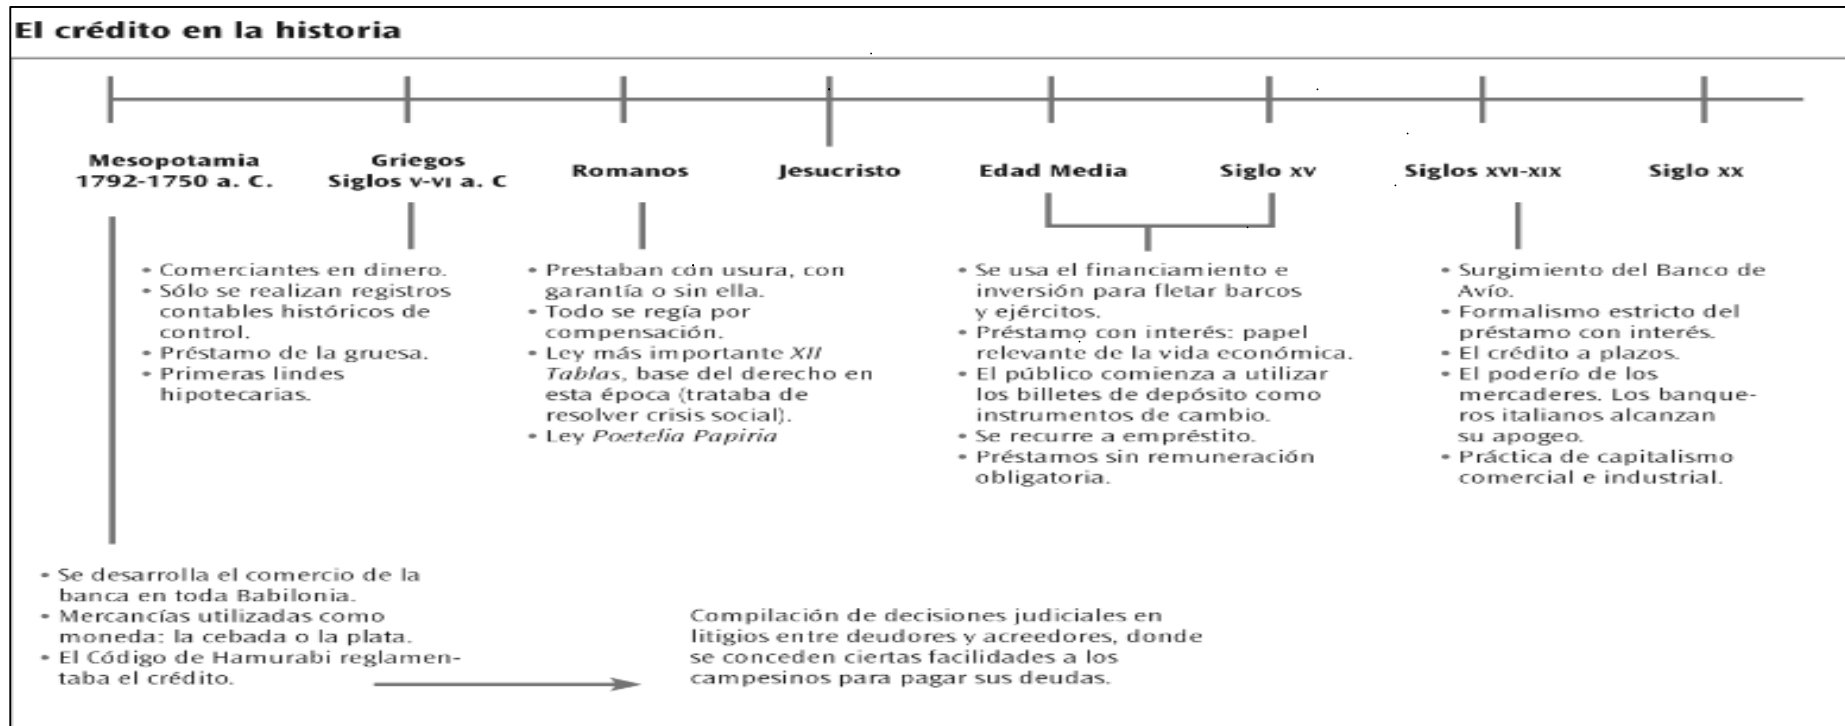 El crédito en la historia
Mesopotamia
1792-1750 a. C.
Griegos
Siglos V-VI a. C
Romanos
Jesucristo
Edad Media
Siglo XV
Siglos XVI-XIX
Siglo XX
• Comerciantes en dinero.
• Sólo se realizan registros
contables históricos de
control.
• Préstamo de la gruesa.
• Primeras lindes
hipotecarias.
• Prestaban con usura, con
garantía o sin ella.
• Todo se regía por
compensación.
• Ley más importante XII
Tablas, base del derecho en
esta época (trataba de
resolver crisis social).
• Ley Poetelia Papiria
• Se usa el financiamiento e
inversión para fletar barcos
y ejércitos.
• Préstamo con interés: papel
relevante de la vida económica.
• El público comienza a utilizar
los billetes de depósito como
instrumentos de cambio.
• Se recurre a empréstito.
• Préstamos sin remuneración
obligatoria.
• Surgimiento del Banco de
Avío.
• Formalismo estricto del
préstamo con interés.
• El crédito a plazos.
• El poderío de los
mercaderes. Los banque-
ros italianos alcanzan
su apogeo.
• Práctica de capitalismo
comercial e industrial.
• Se desarrolla el comercio de la
banca en toda Babilonia.
• Mercancías utilizadas como
moneda: la cebada o la plata.
• El Código de Hamurabi reglamen-
taba el crédito.
Compilación de decisiones judiciales en
litigios entre deudores y acreedores, donde
se conceden ciertas facilidades a los
campesinos para pagar sus deudas.